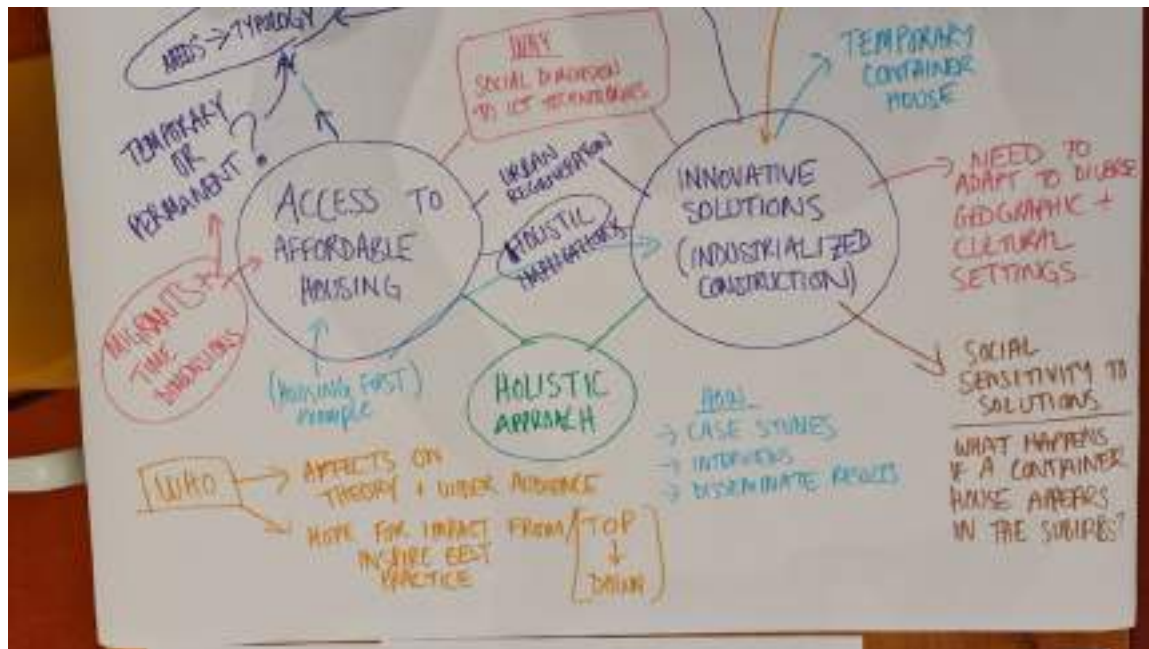 NEEDS → TYPOLOGY
TEMPORARY
OR
PERMANENT?
WHY
SOCIAL DIMENSION
TO ICT TECHNOLOGIES
TEMPORARY
CONTAINER
HOUSE
ACCESS TO
AFFORDABLE
HOUSING
URBAN
REGENERATION
HOLISTIC
INNOVATIVE
SOLUTIONS
(INDUSTRIALIZED
CONSTRUCTION)
NEED TO
ADAPT TO DIVERSE
GEOGRAPHIC +
CULTURAL
SETTINGS
MIGRANTS +
TIME
DIMENSIONS
(HOUSING FIRST)
example
HOLISTIC
APPROACH
HOW
→ CASE STUDIES
→ INTERVIEWS
→ DISSEMINATE RESULTS
SOCIAL
SENSITIVITY TO
SOLUTIONS
WHAT HAPPENS
IF A CONTAINER
HOUSE APPEARS
IN THE SUBURBS?
WHO
AFFECTS ON
THEORY + WIDER AUDIENCE
HOPE FOR IMPACT FROM / TOP
INSPIRE BEST ↓
PRACTICE DOWN